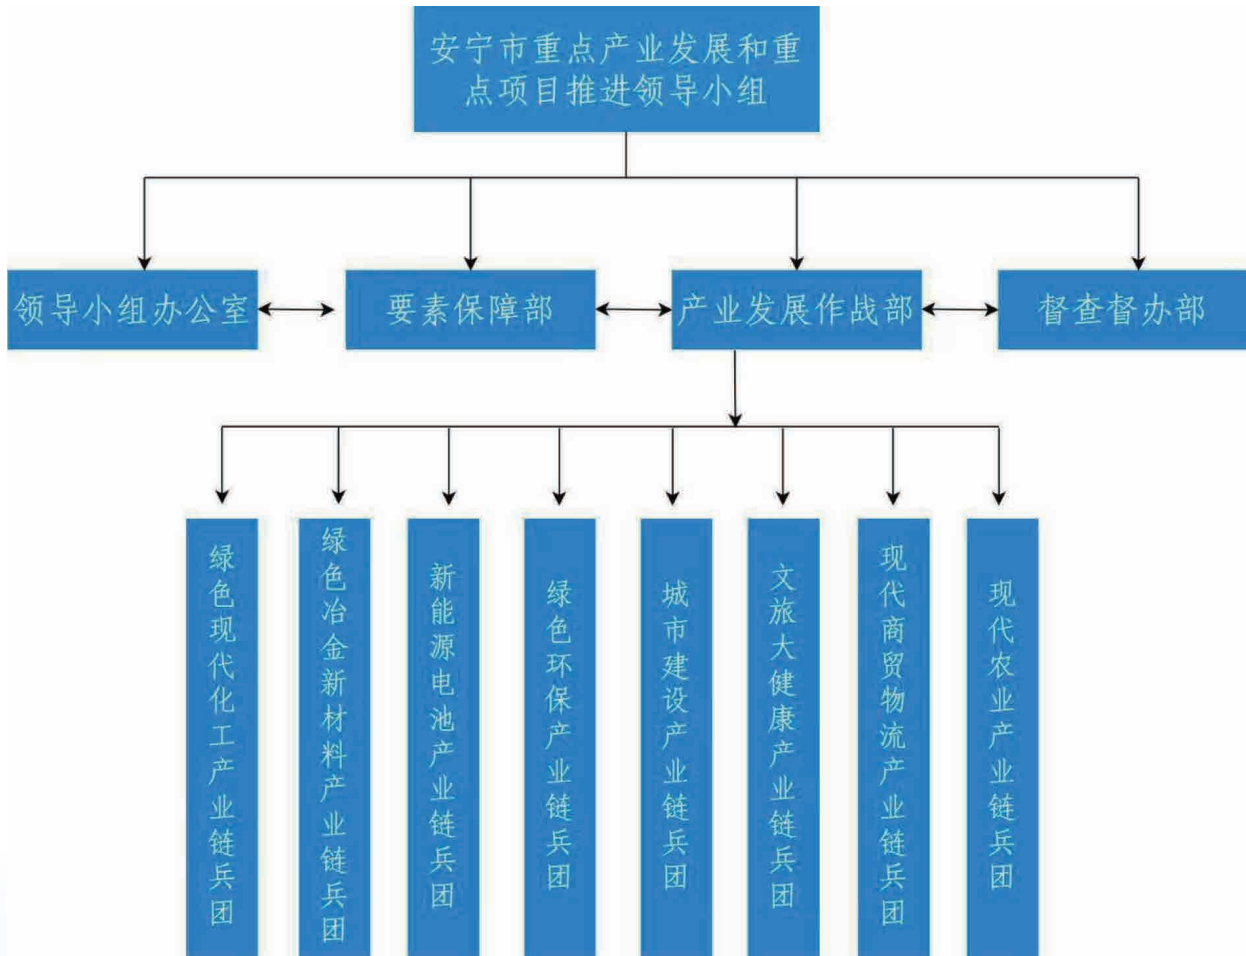 安宁市重点产业发展和重
点项目推进领导小组
领导小组办公室
要素保障部
产业发展作战部
督查督办部
绿色现代化工产业链兵团
绿色冶金新材料产业链兵团
新能源电池产业链兵团
绿色环保产业链兵团
城市建设产业链兵团
文旅大健康产业链兵团
现代商贸物流产业链兵团
现代农业产业链兵团